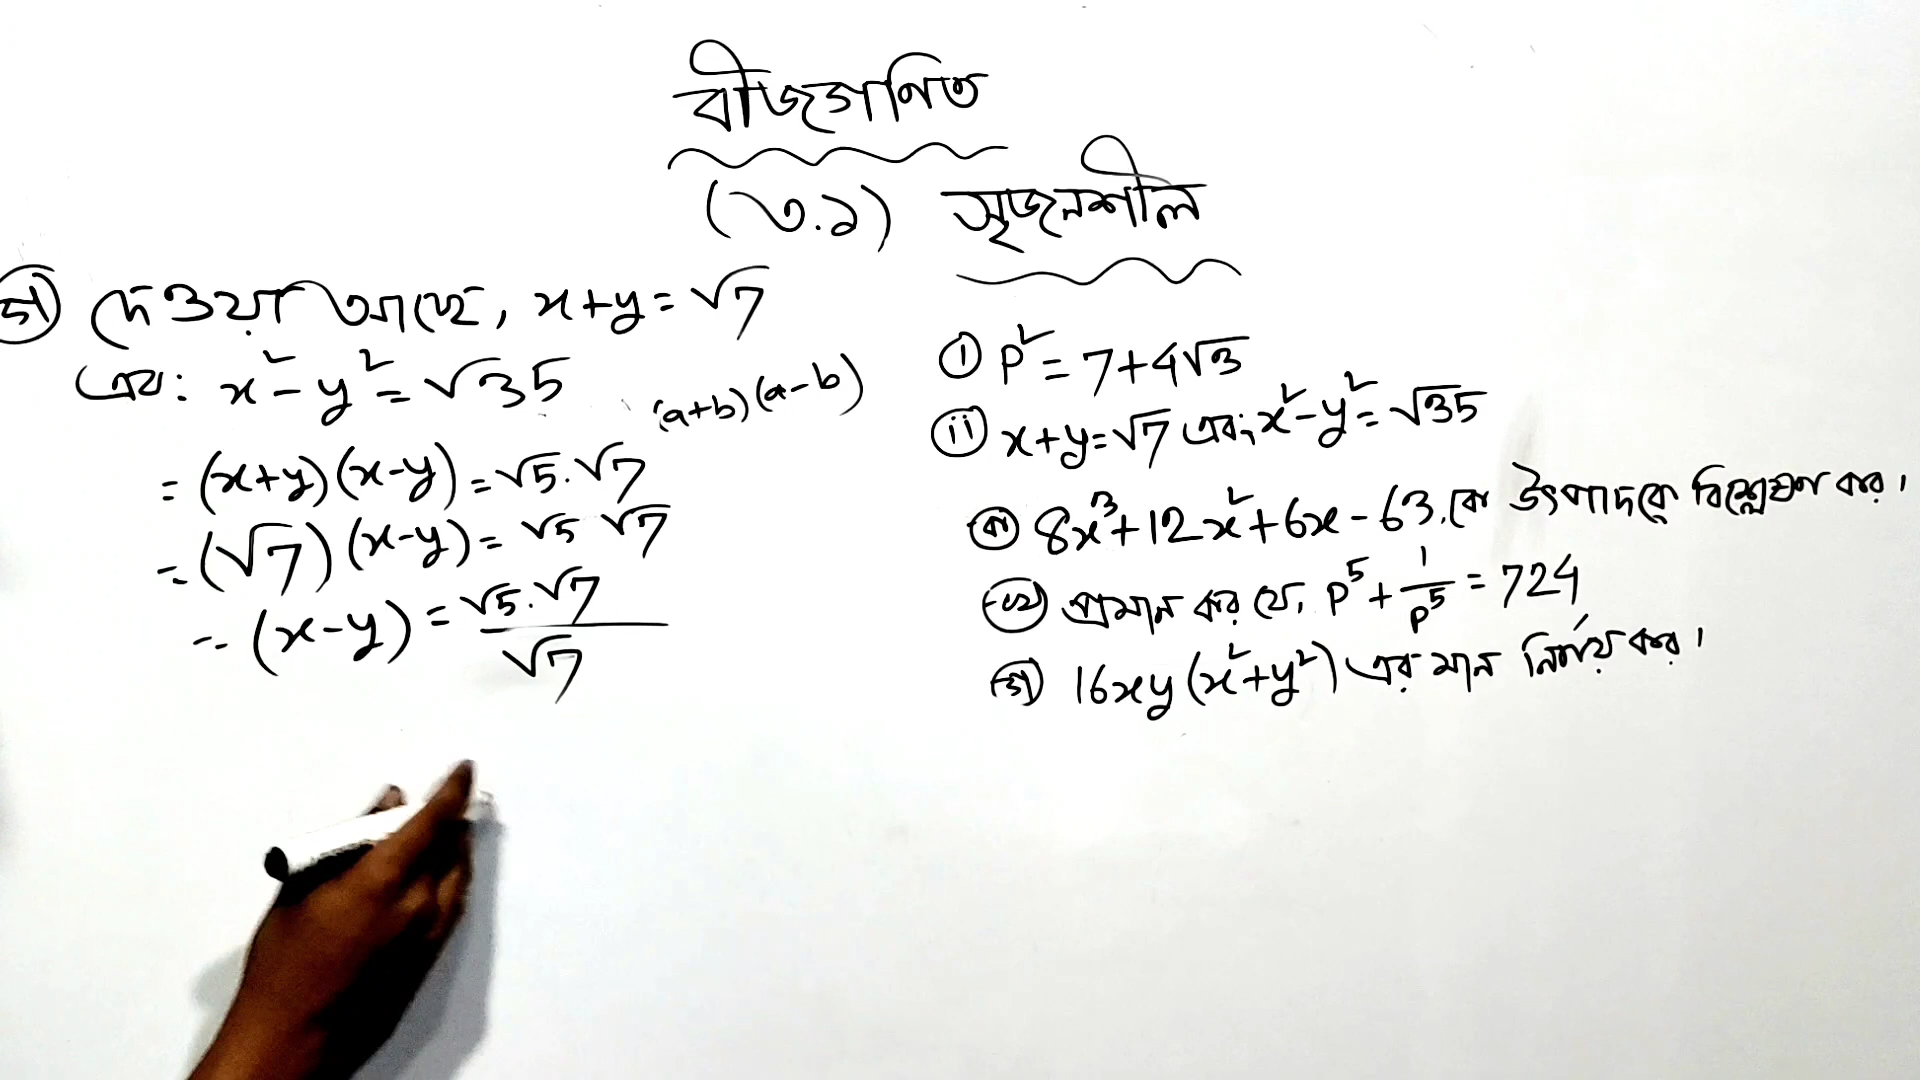 বীজগনিত
(৩.১) সৃজনশীল
গ) দেওয়া আছে, x+y=√7
এবং x²-y²=√35
(a+b)(a-b)
= (x+y)(x-y)=√5.√7
= (√7)(x-y)=√5 √7
∴ (x-y)=√5.√7/√7
i) P²=7+4√3
ii) x+y=√7 এবং x²-y²=√35
ক) 8x³+12x²+6x-63.কে উৎপাদকে বিশ্লেষণ কর।
খ) প্রমান কর যে, P⁵+1/P⁵=724
গ) 16xy(x²+y²) এর মান নির্ণয় কর।